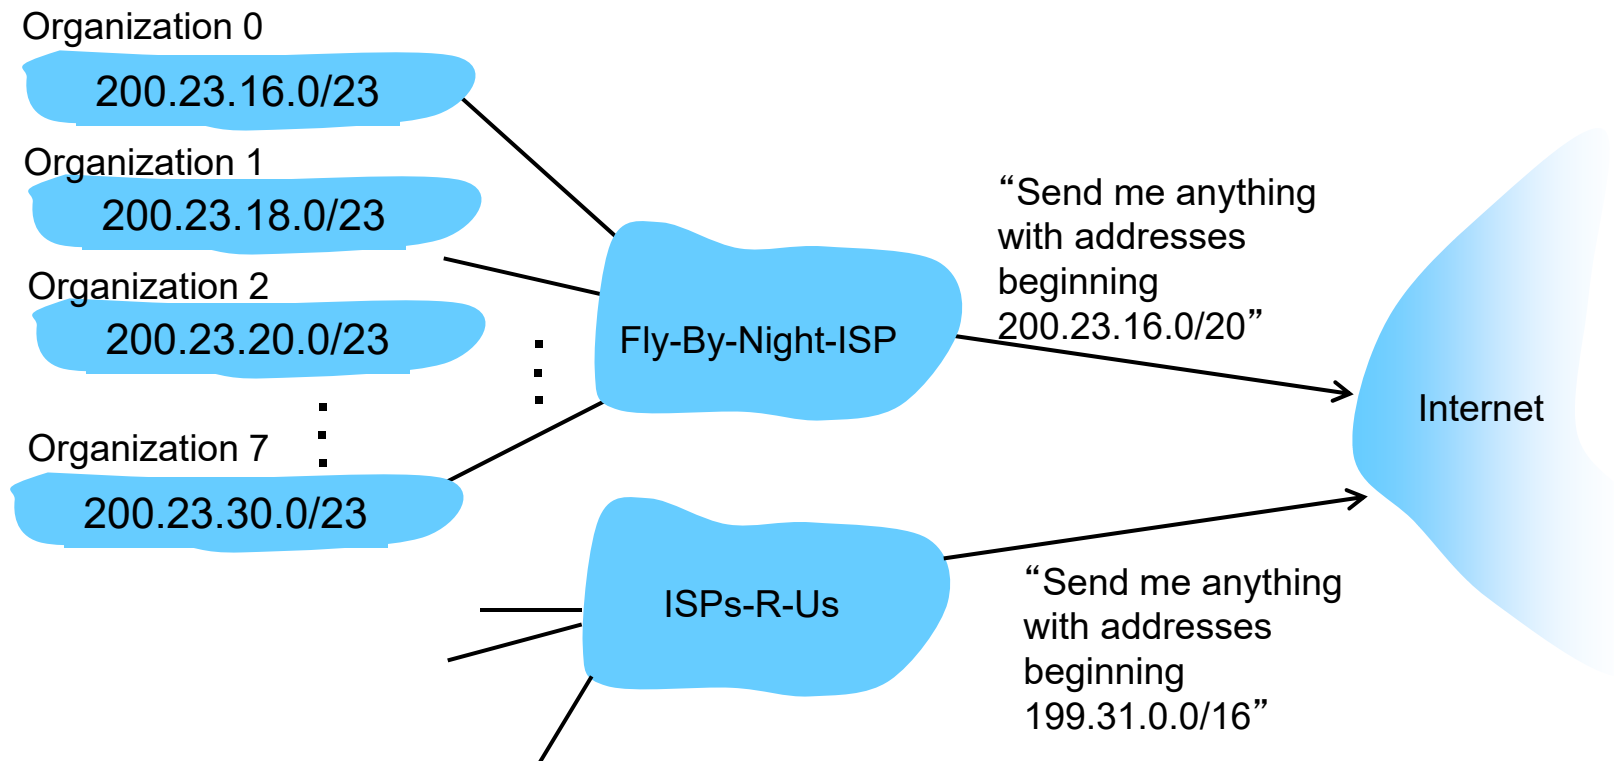 Organization 0
200.23.16.0/23
Organization 1
200.23.18.0/23
Organization 2
200.23.20.0/23
Organization 7
200.23.30.0/23
Fly-By-Night-ISP
“Send me anything
with addresses
beginning
200.23.16.0/20”
Internet
ISPs-R-Us
“Send me anything
with addresses
beginning
199.31.0.0/16”